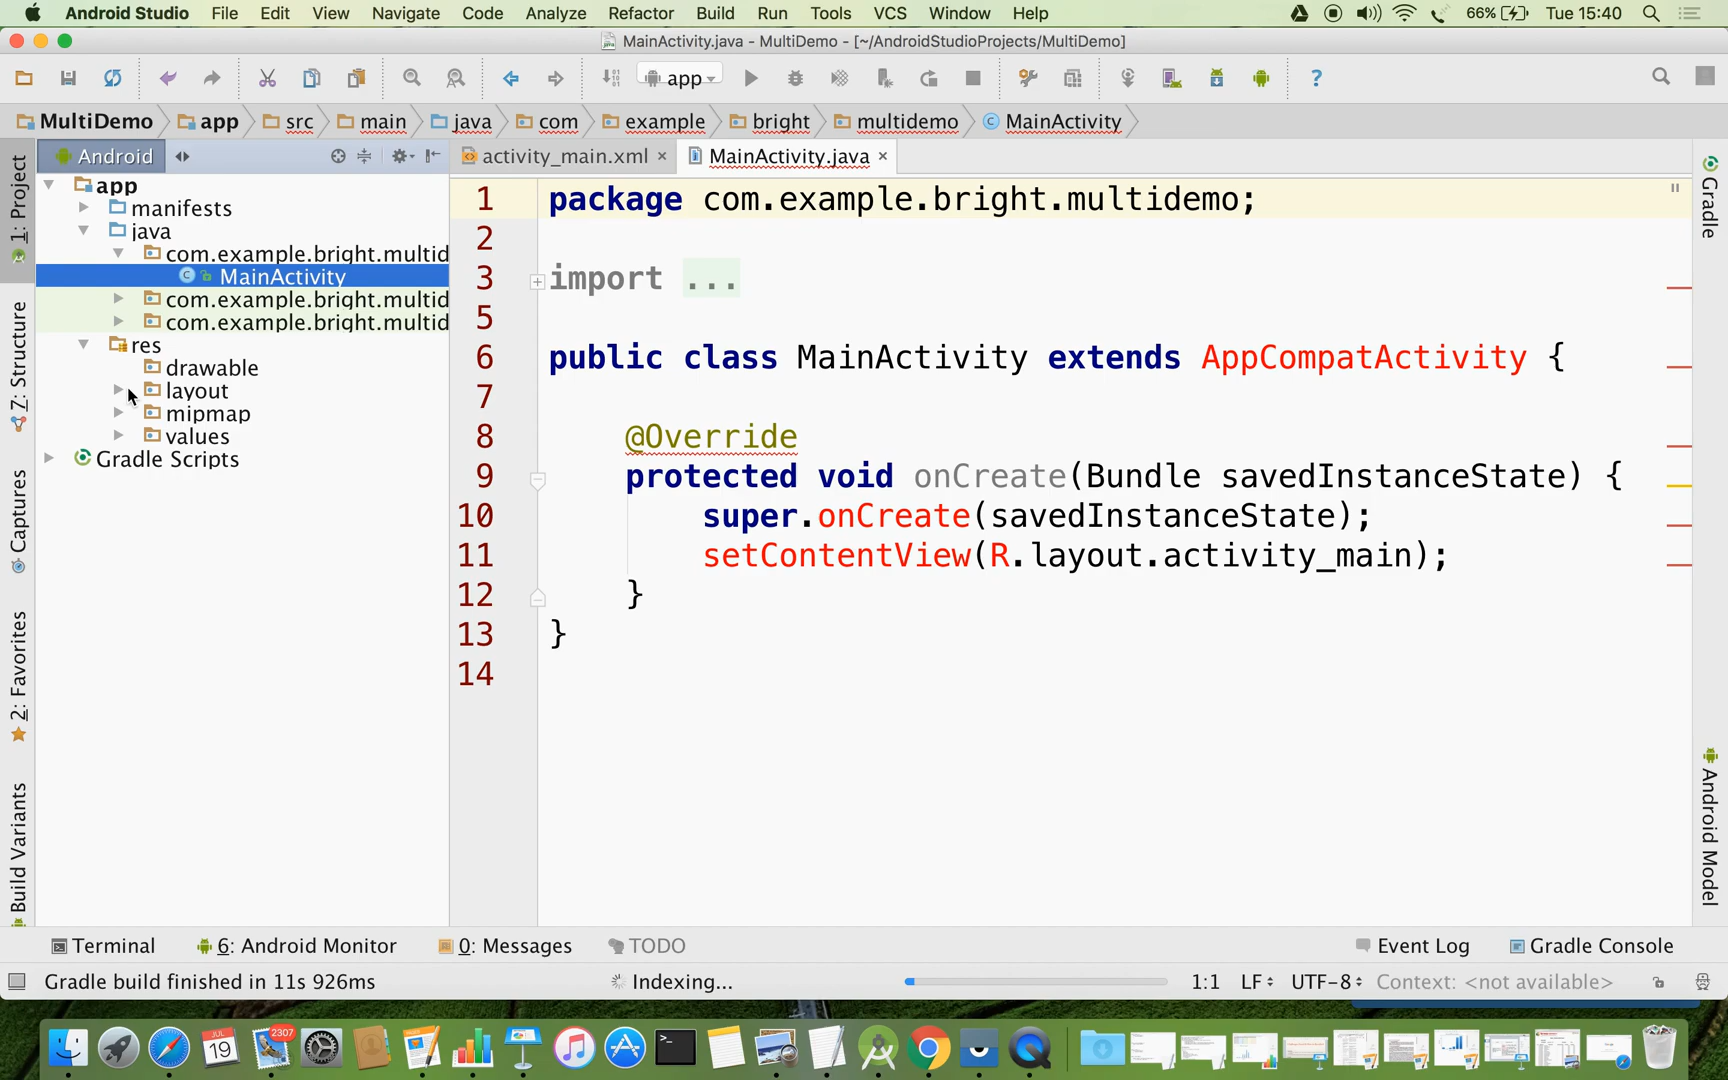 Android Studio File Edit View Navigate Code Analyze Refactor Build Run Tools VCS Window Help 66% Tue 15:40
MainActivity.java - MultiDemo - [~/AndroidStudioProjects/MultiDemo]
app
MultiDemo app src main java com example bright multidemo MainActivity
Android
activity_main.xml MainActivity.java
1: Project
7: Structure
Captures
2: Favorites
Build Variants
app
manifests
java
com.example.bright.multid
MainActivity
com.example.bright.multid
com.example.bright.multid
res
drawable
layout
mipmap
values
Gradle Scripts
1 package com.example.bright.multidemo;
2
3 import ...
5
6 public class MainActivity extends AppCompatActivity {
7
8 @Override
9 protected void onCreate(Bundle savedInstanceState) {
10 super.onCreate(savedInstanceState);
11 setContentView(R.layout.activity_main);
12 }
13 }
14
Gradle
Android Model
Terminal 6: Android Monitor 0: Messages TODO Event Log Gradle Console
Gradle build finished in 11s 926ms Indexing... 1:1 LF UTF-8 Context: <not available>
JUL
19
2307